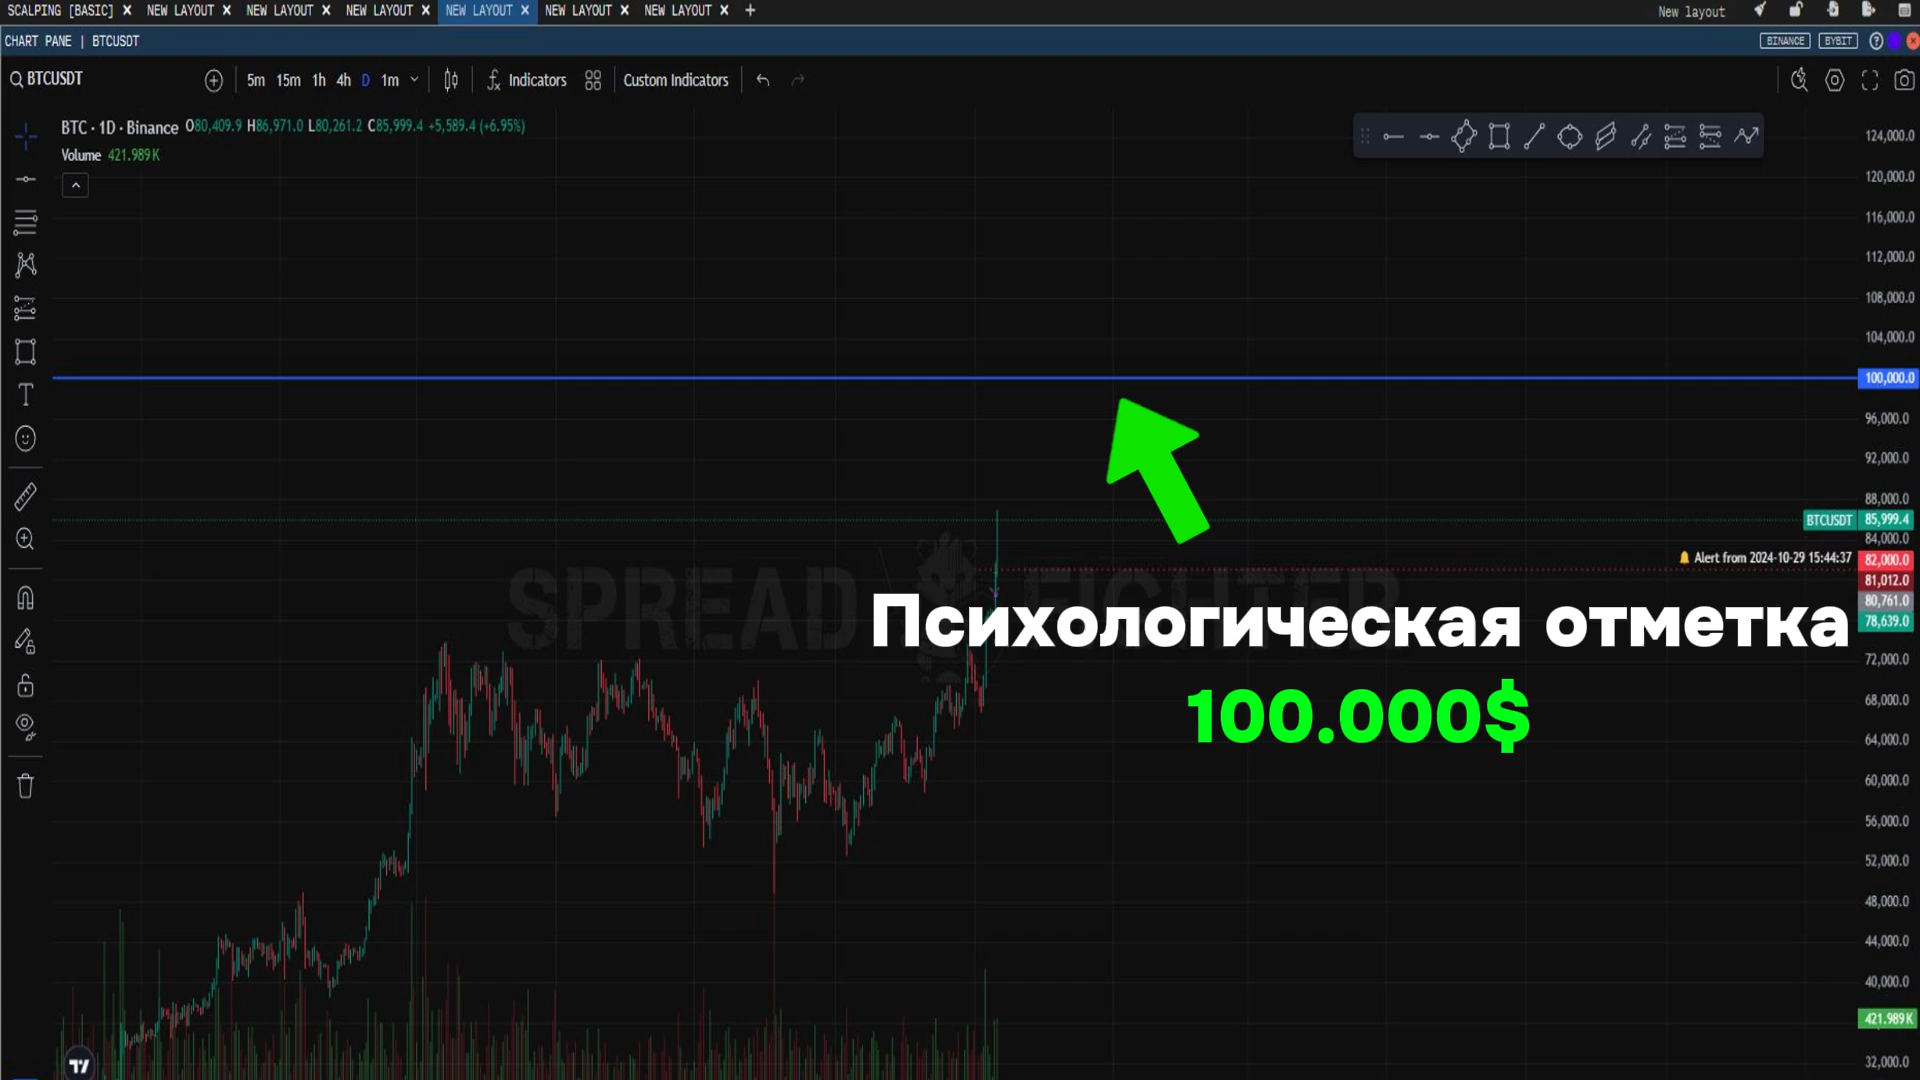 SCALPING [BASIC] × NEW LAYOUT × NEW LAYOUT × NEW LAYOUT × NEW LAYOUT × NEW LAYOUT × NEW LAYOUT × +
New layout
CHART PANE | BTCUSDT
BINANCE BYBIT
BTCUSDT
5m 15m 1h 4h D 1m
Indicators
Custom Indicators
BTC · 1D · Binance O80,409.9 H86,971.0 L80,261.2 C85,999.4 +5,589.4 (+6.95%)
Volume 421.989K
124,000.0
120,000.0
116,000.0
112,000.0
108,000.0
104,000.0
100,000.0
96,000.0
92,000.0
88,000.0
BTCUSDT 85,999.4
84,000.0
Alert from 2024-10-29 15:44:37 82,000.0
81,012.0
80,761.0
78,639.0
SPREAD FIGHTER
Психологическая отметка
100.000$
72,000.0
68,000.0
64,000.0
60,000.0
56,000.0
52,000.0
48,000.0
44,000.0
40,000.0
421.989K
32,000.0